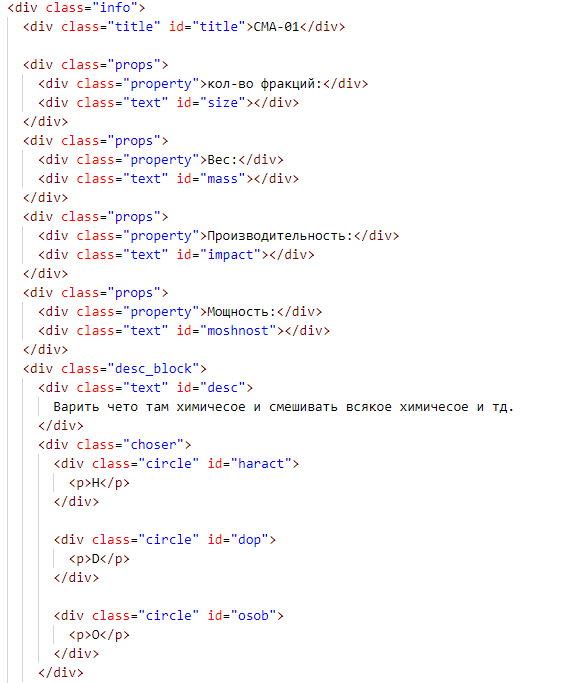 <div class="info">
<div class="title" id="title">СМА-01</div>
<div class="props">
<div class="property">кол-во фракций:</div>
<div class="text" id="size"></div>
</div>
<div class="props">
<div class="property">Вес:</div>
<div class="text" id="mass"></div>
</div>
<div class="props">
<div class="property">Производительность:</div>
<div class="text" id="impact"></div>
</div>
<div class="props">
<div class="property">Мощность:</div>
<div class="text" id="moshnost"></div>
</div>
<div class="desc_block">
<div class="text" id="desc">
Варить чето там химичесое и смешивать всякое химичесое и тд.
</div>
<div class="choser">
<div class="circle" id="haract">
<p>H</p>
</div>
<div class="circle" id="dop">
<p>D</p>
</div>
<div class="circle" id="osob">
<p>O</p>
</div>
</div>